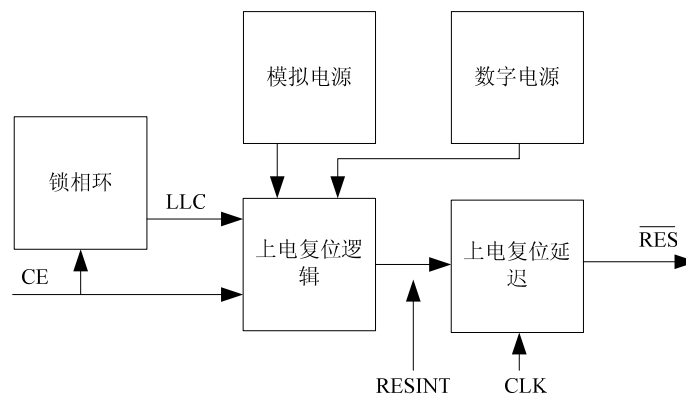 模拟电源
数字电源
锁相环
LLC
上电复位逻
辑
上电复位延
迟
RES
CE
RESINT
CLK